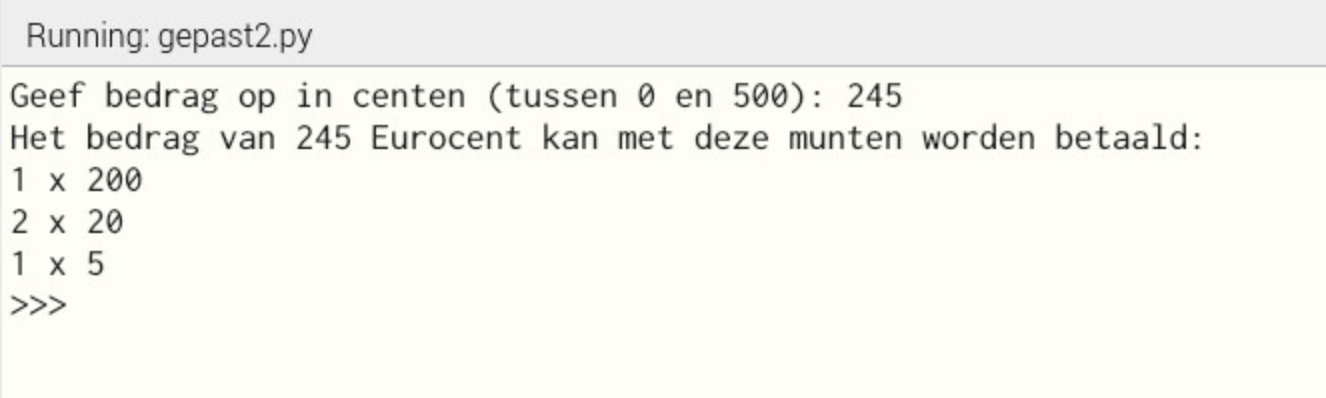 Running: gepast2.py
Geef bedrag op in centen (tussen 0 en 500): 245
Het bedrag van 245 Eurocent kan met deze munten worden betaald:
1 x 200
2 x 20
1 x 5
>>>